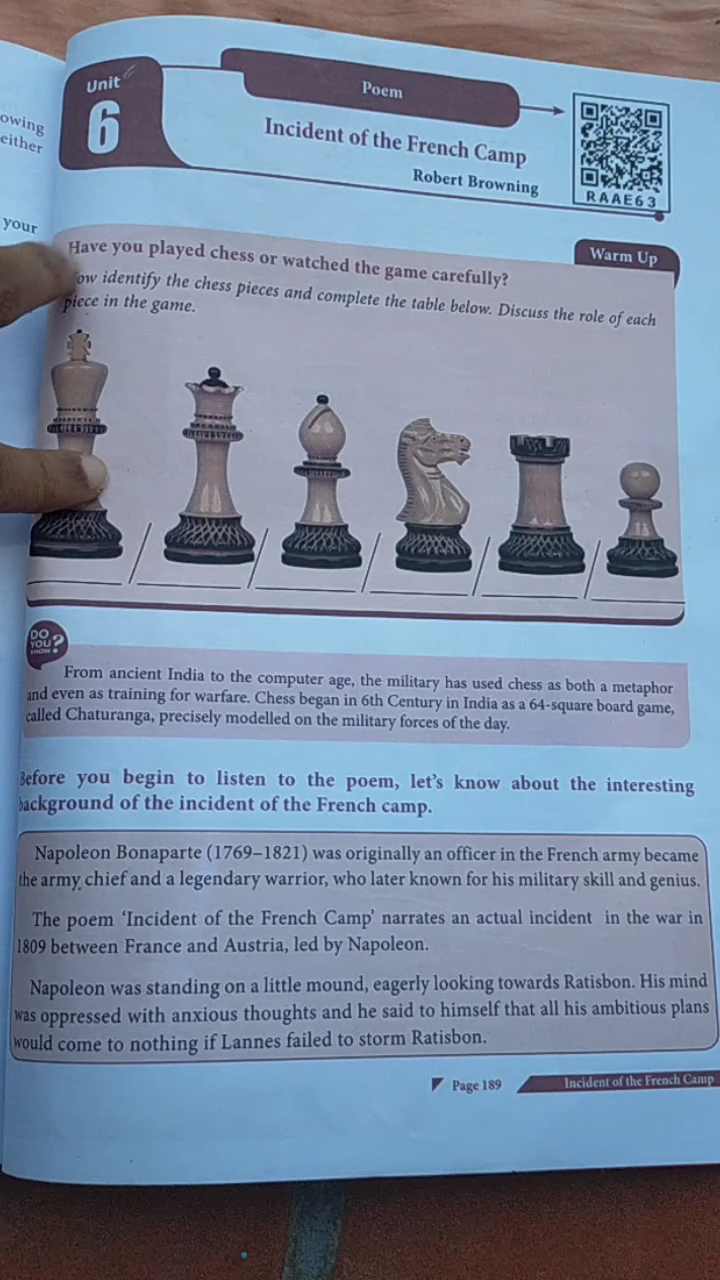 owing
either
your
Unit
6
Poem
Incident of the French Camp
Robert Browning
RAAE63
Warm Up
Have you played chess or watched the game carefully?
ow identify the chess pieces and complete the table below. Discuss the role of each
piece in the game.
DO
YOU
KNOW
?
From ancient India to the computer age, the military has used chess as both a metaphor
and even as training for warfare. Chess began in 6th Century in India as a 64-square board game,
called Chaturanga, precisely modelled on the military forces of the day.
Before you begin to listen to the poem, let's know about the interesting
background of the incident of the French camp.
Napoleon Bonaparte (1769–1821) was originally an officer in the French army became
the army chief and a legendary warrior, who later known for his military skill and genius.
The poem ‘Incident of the French Camp’ narrates an actual incident in the war in
1809 between France and Austria, led by Napoleon.
Napoleon was standing on a little mound, eagerly looking towards Ratisbon. His mind
was oppressed with anxious thoughts and he said to himself that all his ambitious plans
would come to nothing if Lannes failed to storm Ratisbon.
Page 189
Incident of the French Camp